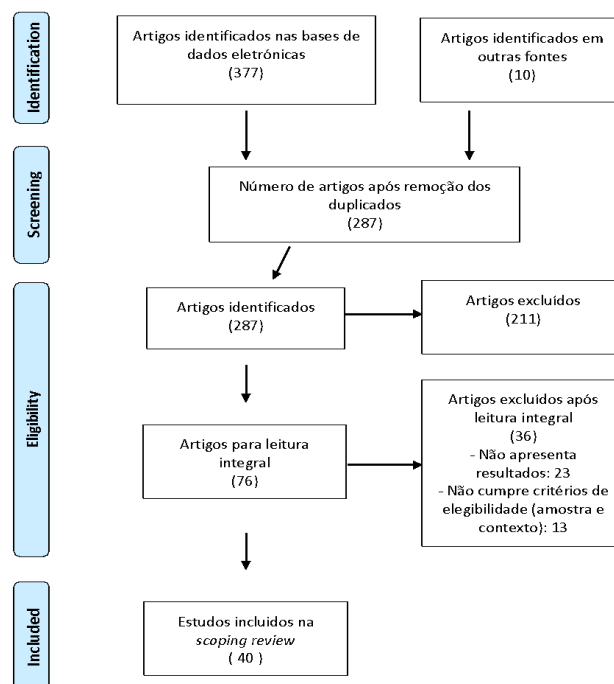 Identification
Artigos identificados nas bases de
dados eletrónicas
(377)
Artigos identificados em
outras fontes
(10)
Screening
Número de artigos após remoção dos
duplicados
(287)
Eligibility
Artigos identificados
(287)
Artigos excluídos
(211)
Artigos para leitura
integral
(76)
Artigos excluídos após
leitura integral
(36)
- Não apresenta
resultados: 23
- Não cumpre critérios de
elegibilidade (amostra e
contexto): 13
Included
Estudos incluidos na
scoping review
( 40 )